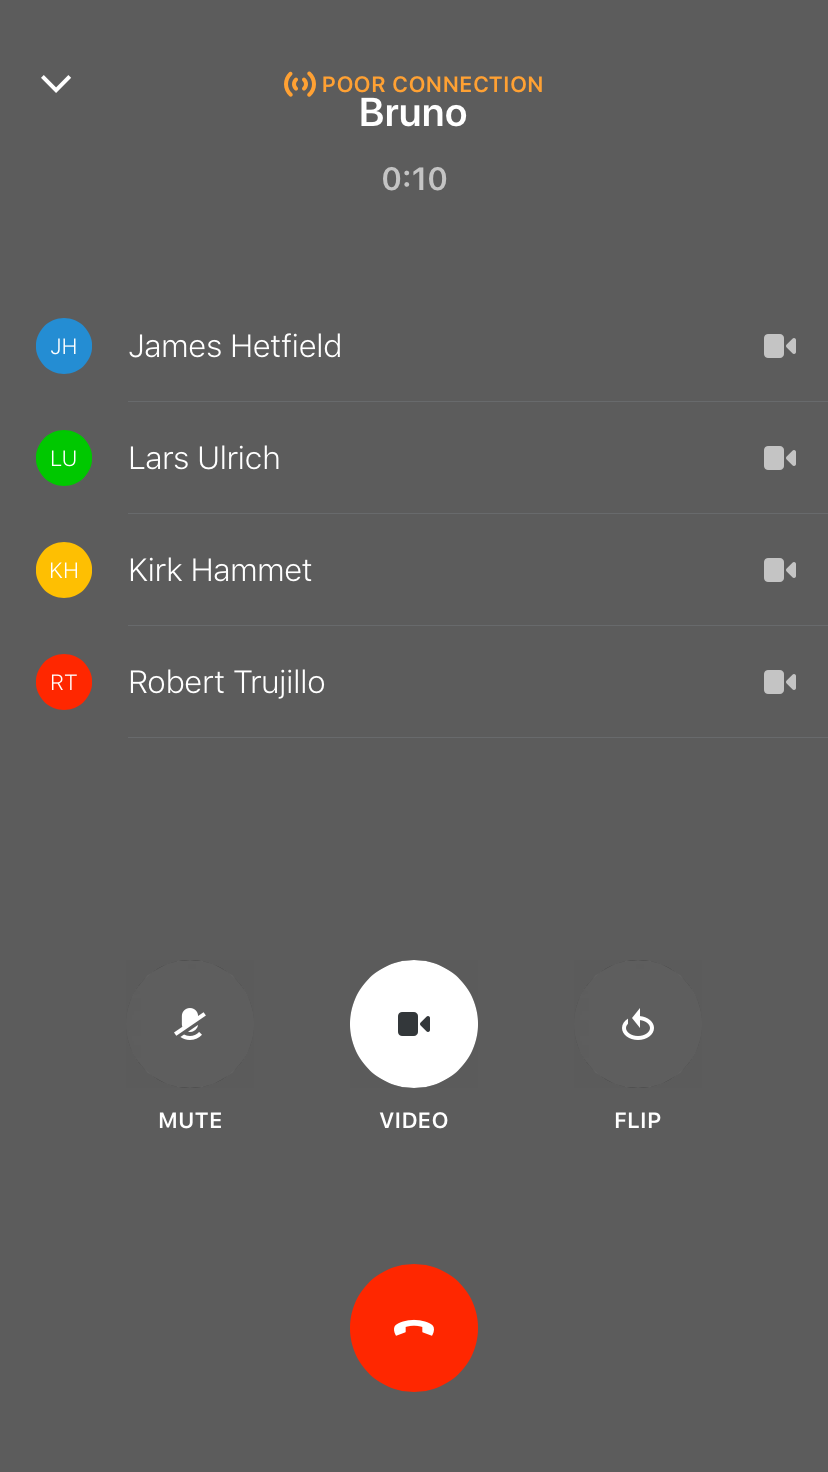 POOR CONNECTION
Bruno
0:10
JH James Hetfield
LU Lars Ulrich
KH Kirk Hammet
RT Robert Trujillo
MUTE VIDEO FLIP